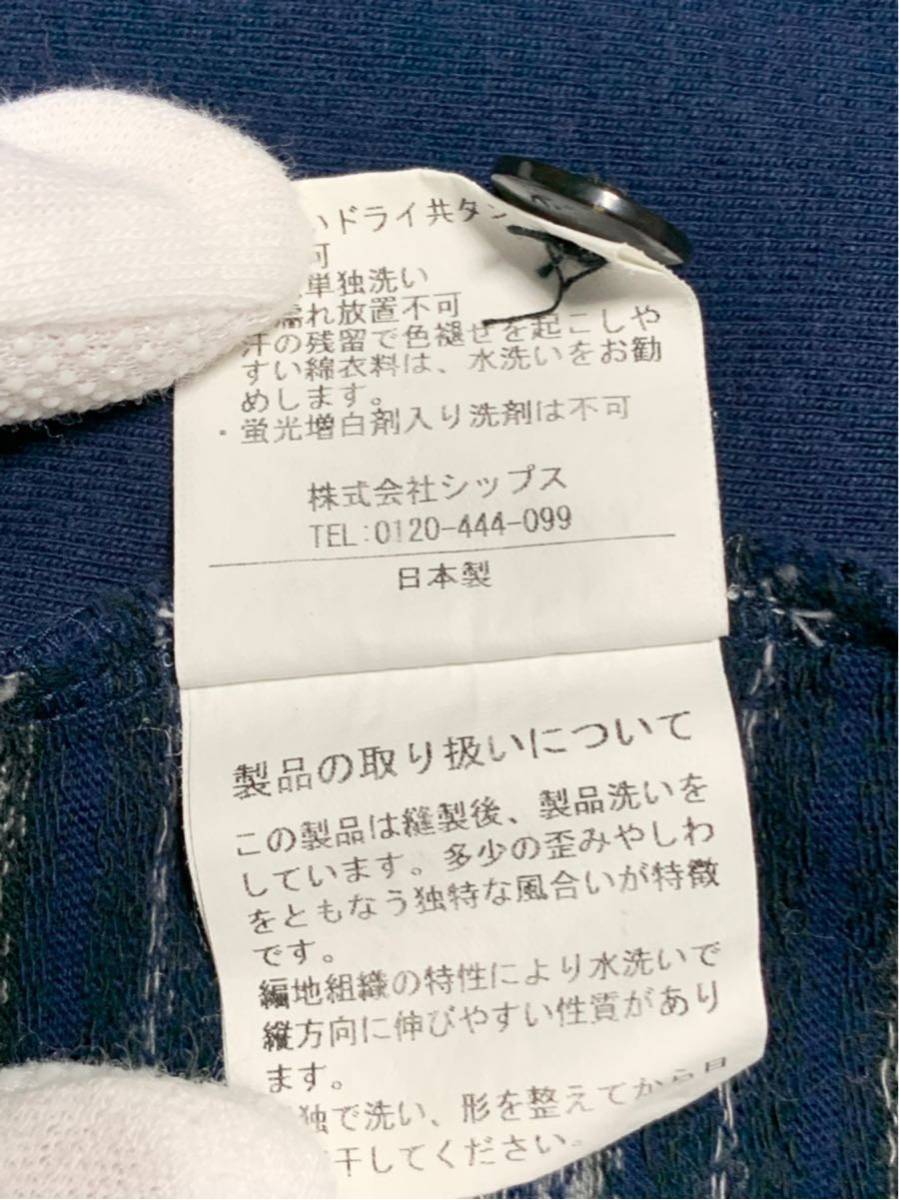 いドライ共タン
可
単独洗い
濡れ放置不可
汗の残留で色褪せを起こしや
すい綿衣料は、水洗いをお勧
めします。
・蛍光増白剤入り洗剤は不可
株式会社シップス
TEL:0120-444-099
日本製
製品の取り扱いについて
この製品は縫製後、製品洗いを
しています。多少の歪みやしわ
をともなう独特な風合いが特徴
です。
編地組織の特性により水洗いで
縦方向に伸びやすい性質があり
ます。
独で洗い、形を整えてから
干してください。